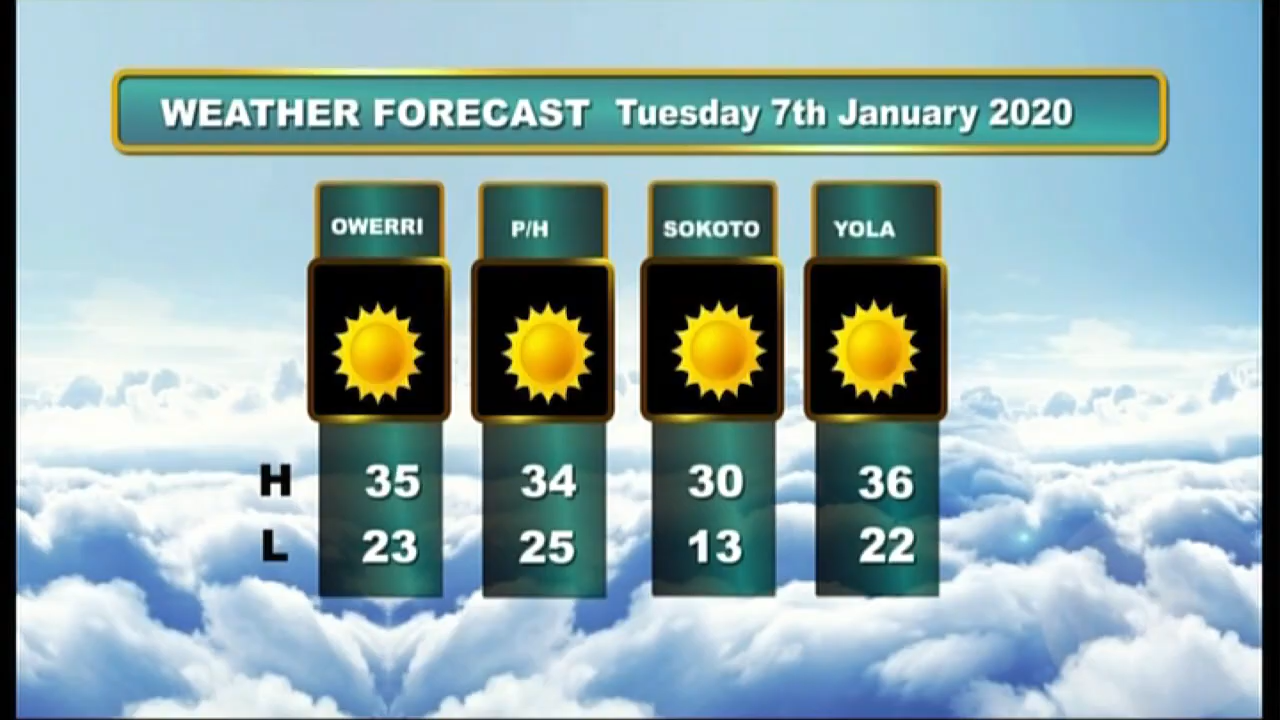 WEATHER FORECAST Tuesday 7th January 2020
OWERRI P/H SOKOTO YOLA
H 35 34 30 36
L 23 25 13 22